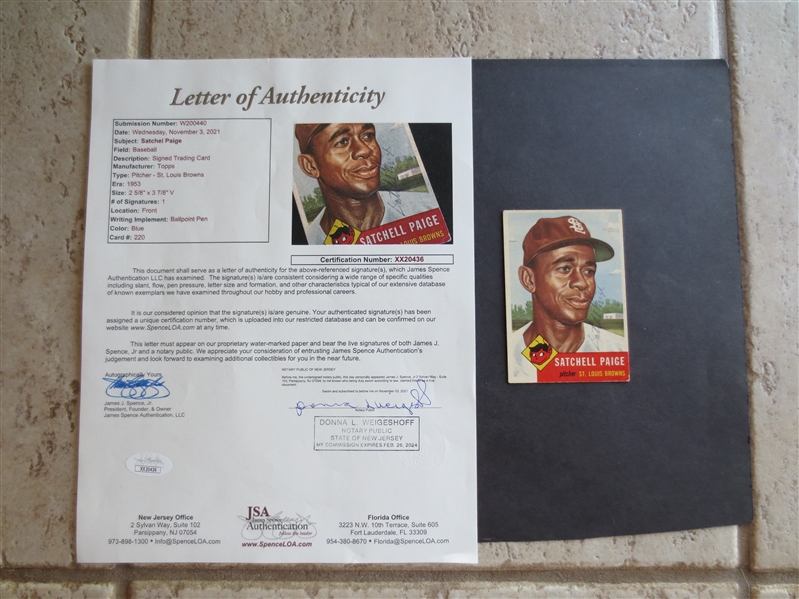 Letter of Authenticity
Submission Number: W200440
Date: Wednesday, November 3, 2021
Subject: Satchel Paige
Field: Baseball
Description: Signed Trading Card
Manufacturer: Topps
Type: Pitcher - St. Louis Browns
Era: 1953
Size: 2 5/8" x 3 7/8" V
# of Signatures: 1
Location: Front
Writing Implement: Ballpoint Pen
Color: Blue
Card #: 220
SATCHELL PAIGE
ST. LOUIS BROWNS
Certification Number: XX20436
This document shall serve as a letter of authenticity for the above-referenced signature(s), which James Spence
Authentication LLC has examined. The signature(s) is/are consistent considering a wide range of specific qualities
including slant, flow, pen pressure, letter size and formation, and other characteristics typical of our extensive database
of known exemplars we have examined throughout our hobby and professional careers.
It is our considered opinion that the signature(s) is/are genuine. Your authenticated signature(s) has been
assigned a unique certification number, which is uploaded into our restricted database and can be confirmed on our
website www.SpenceLOA.com at any time.
This letter must appear on our proprietary water-marked paper and bear the live signatures of both James J.
Spence, Jr and a notary public. We appreciate your consideration of entrusting James Spence Authentication's
judgement and look forward to examining additional collectibles for you in the near future.
Autographically Yours,
James J. Spence, Jr.
President, Founder, & Owner
James Spence Authentication, LLC
NOTARY PUBLIC OF NEW JERSEY
Notary Public
DONNA L. WEIGESHOFF
NOTARY PUBLIC
STATE OF NEW JERSEY
MY COMMISSION EXPIRES FEB. 26, 2024
XX20436
New Jersey Office
2 Sylvan Way, Suite 102
Parsippany, NJ 07054
973-898-1300 • Info@SpenceLOA.com
JSA
James Spence
Authentication
www.SpenceLOA.com
Florida Office
3223 N.W. 10th Terrace, Suite 605
Fort Lauderdale, FL 33309
954-380-8670 • Florida@SpenceLOA.com
StL
SATCHELL PAIGE
pitcher ST. LOUIS BROWNS